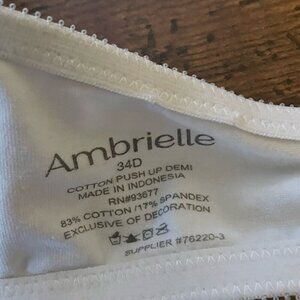 Ambrielle
34D
COTTON PUSH UP DEMI
MADE IN INDONESIA
RN#93677
83% COTTON / 17% SPANDEX
EXCLUSIVE OF DECORATION
SUPPLIER #76220-3